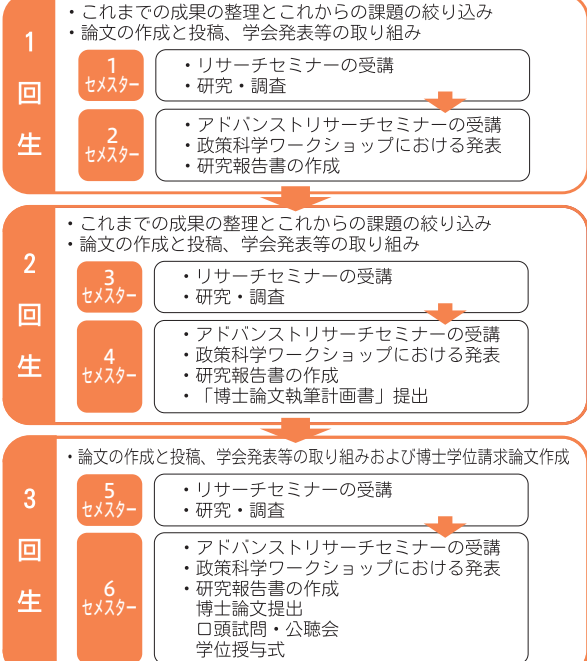 1回生
・これまでの成果の整理とこれからの課題の絞り込み
・論文の作成と投稿、学会発表等の取り組み
1
セメスター
・リサーチセミナーの受講
・研究・調査
2
セメスター
・アドバンストリサーチセミナーの受講
・政策科学ワークショップにおける発表
・研究報告書の作成
2回生
・これまでの成果の整理とこれからの課題の絞り込み
・論文の作成と投稿、学会発表等の取り組み
3
セメスター
・リサーチセミナーの受講
・研究・調査
4
セメスター
・アドバンストリサーチセミナーの受講
・政策科学ワークショップにおける発表
・研究報告書の作成
・「博士論文執筆計画書」提出
3回生
・論文の作成と投稿、学会発表等の取り組みおよび博士学位請求論文作成
5
セメスター
・リサーチセミナーの受講
・研究・調査
6
セメスター
・アドバンストリサーチセミナーの受講
・政策科学ワークショップにおける発表
・研究報告書の作成
博士論文提出
口頭試問・公聴会
学位授与式